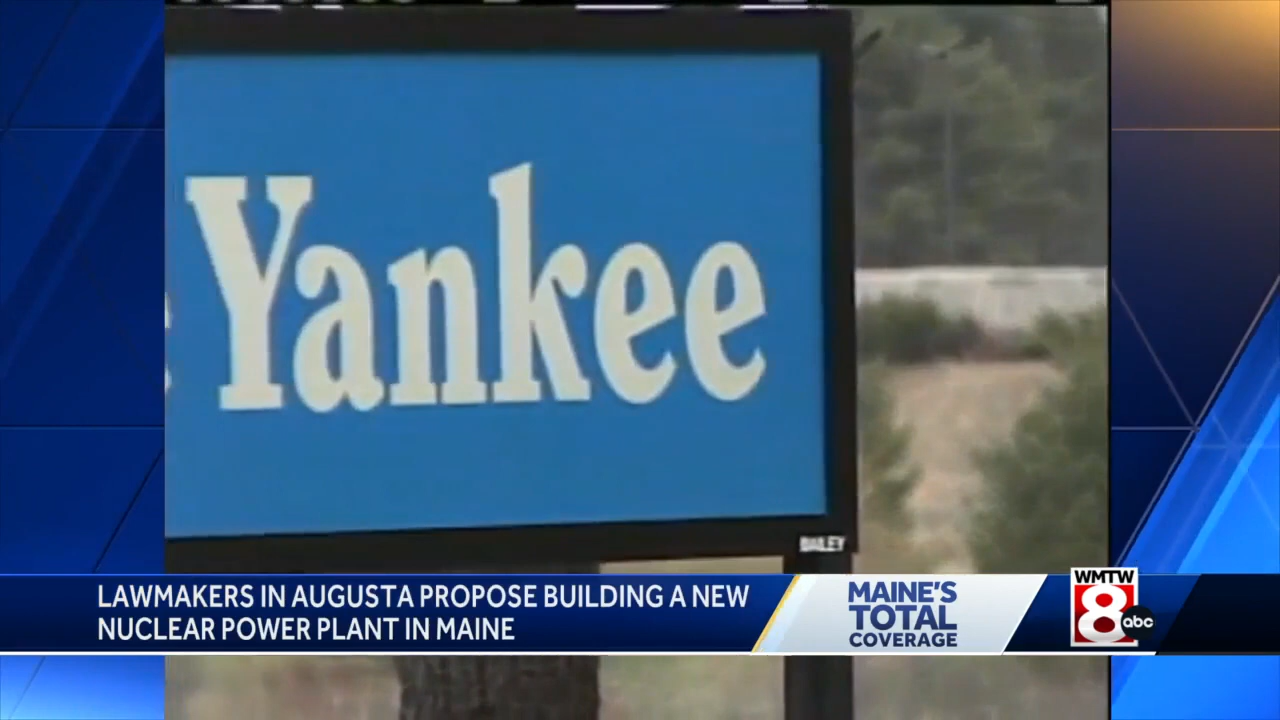 Yankee
BAILEY
LAWMAKERS IN AUGUSTA PROPOSE BUILDING A NEW
NUCLEAR POWER PLANT IN MAINE
MAINE'S
TOTAL
COVERAGE
WMTW
8
abc